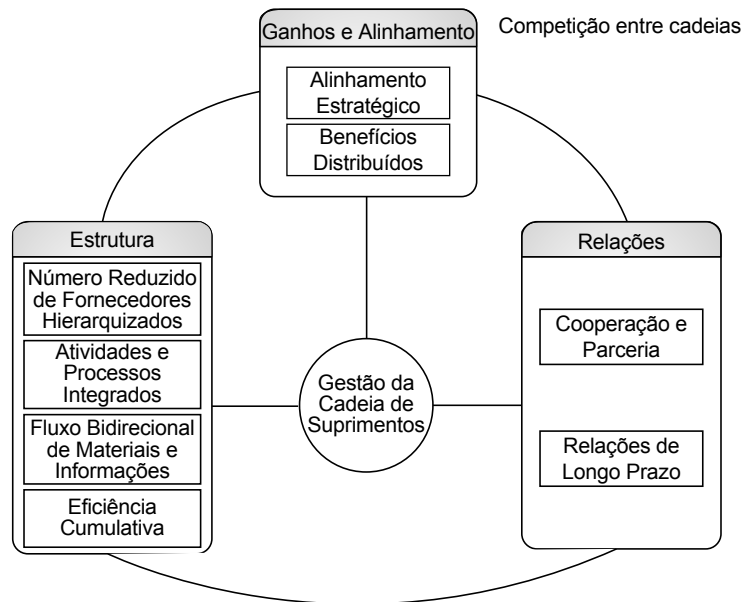 Ganhos e Alinhamento
Competição entre cadeias
Alinhamento
Estratégico
Benefícios
Distribuídos
Estrutura
Número Reduzido
de Fornecedores
Hierarquizados
Atividades e
Processos
Integrados
Fluxo Bidirecional
de Materiais e
Informações
Eficiência
Cumulativa
Gestão da
Cadeia de
Suprimentos
Relações
Cooperação e
Parceria
Relações de
Longo Prazo